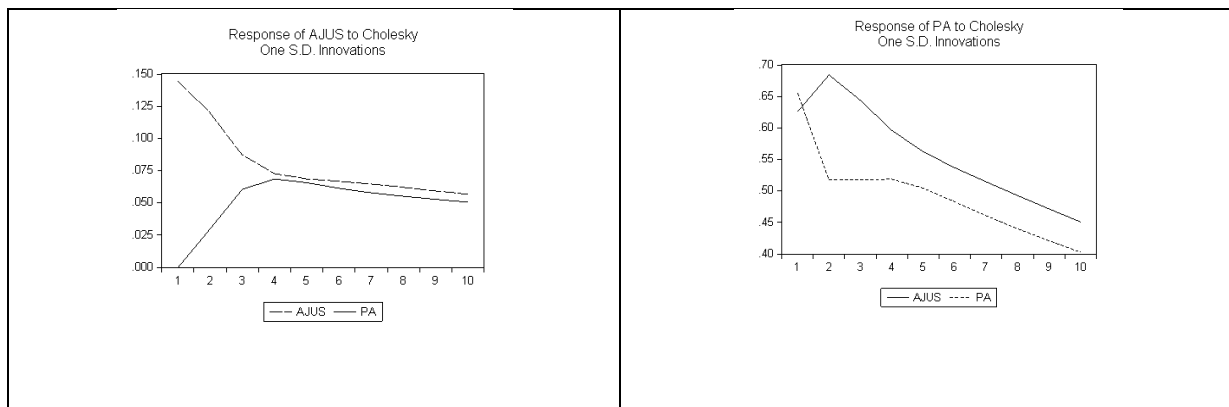 Response of AJUS to Cholesky
One S.D. Innovations
.150
.125
.100
.075
.050
.025
.000
1 2 3 4 5 6 7 8 9 10
AJUS PA
Response of PA to Cholesky
One S.D. Innovations
.70
.65
.60
.55
.50
.45
.40
1 2 3 4 5 6 7 8 9 10
AJUS PA